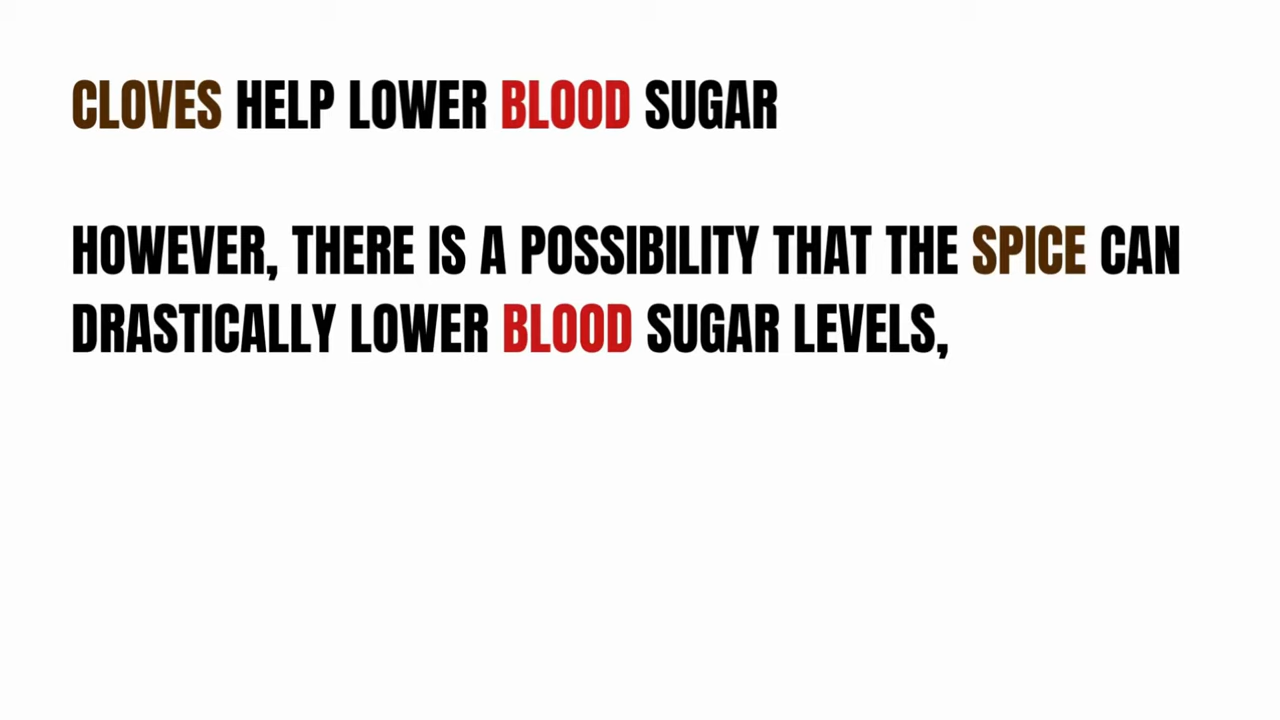 CLOVES HELP LOWER BLOOD SUGAR
HOWEVER, THERE IS A POSSIBILITY THAT THE SPICE CAN
DRASTICALLY LOWER BLOOD SUGAR LEVELS,